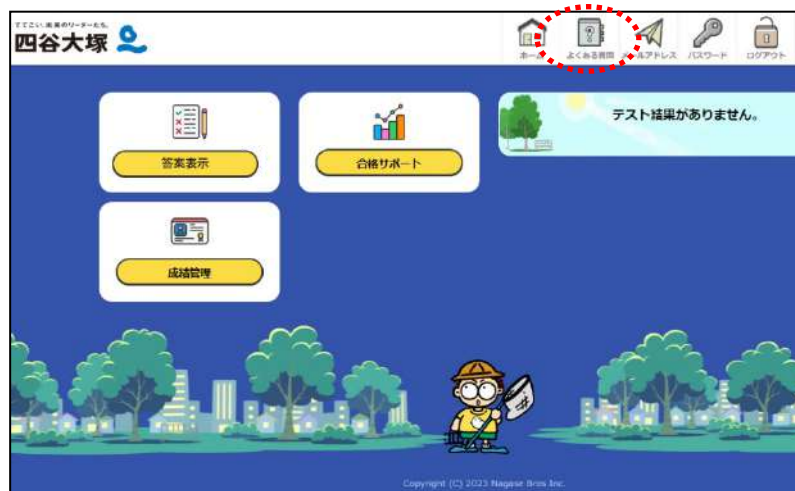 でてこい、未来のリーダーたち。
四谷大塚
ホーム
よくある質問
メールアドレス
パスワード
ログアウト
答案表示
合格サポート
テスト結果がありません。
成績管理
Copyright (C) 2023 Nagase Bros Inc.